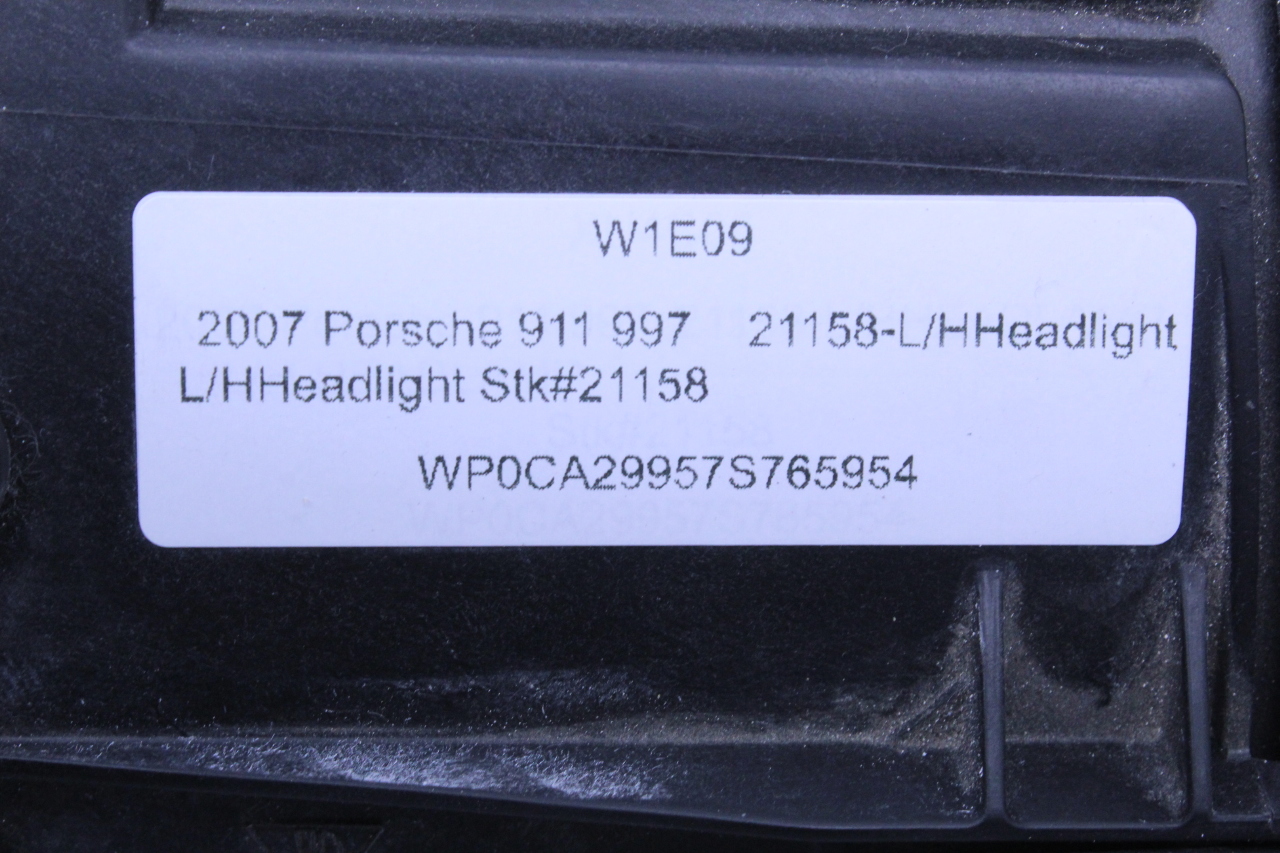 W1E09
2007 Porsche 911 997 21158-L/HHeadlight
L/HHeadlight Stk#21158
WP0CA29957S765954